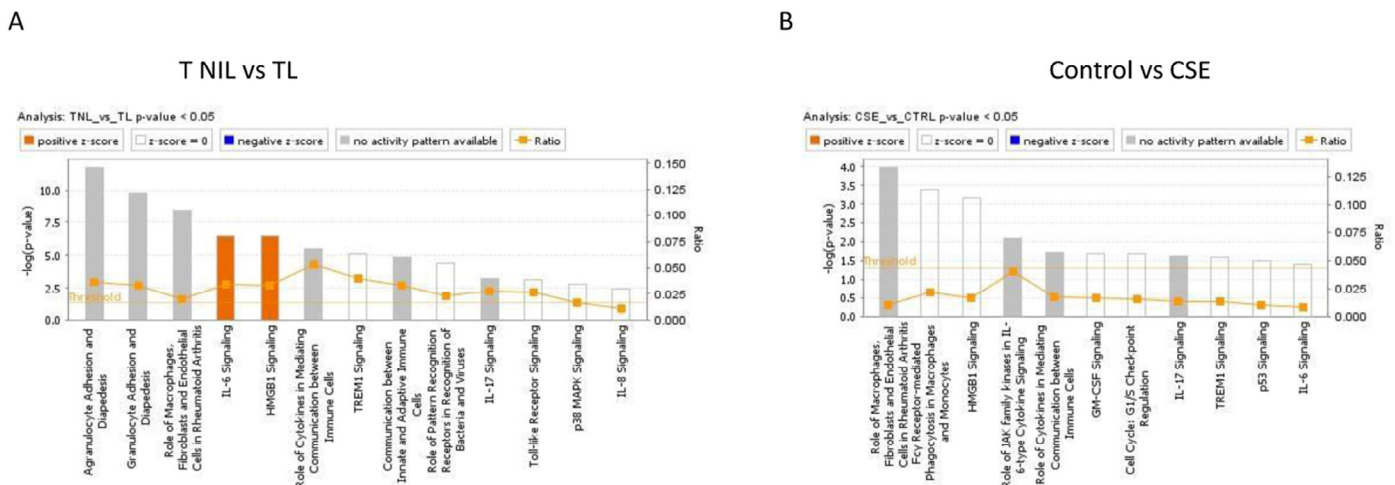 A
T NIL vs TL
Analysis: TNL_vs_TL p-value < 0.05
positive z-score
z-score = 0
negative z-score
no activity pattern available
Ratio
-log(p-value)
10.0
7.5
5.0
2.5
0.0
Threshold
0.150
0.125
0.100
0.075
0.050
0.025
0.000
Ratio
Agranulocyte Adhesion and
Diapedesis
Granulocyte Adhesion and
Diapedesis
Role of Macrophages,
Fibroblasts and Endothelial
Cells in Rheumatoid Arthritis
IL-6 Signaling
HMGB1 Signaling
Role of Cytokines in Mediating
Communication between
Immune Cells
TREM1 Signaling
Communication between
Innate and Adaptive Immune
Cells
Role of Pattern Recognition
Receptors in Recognition of
Bacteria and Viruses
IL-17 Signaling
Toll-like Receptor Signaling
p38 MAPK Signaling
IL-8 Signaling
B
Control vs CSE
Analysis: CSE_vs_CTRL p-value < 0.05
positive z-score
z-score = 0
negative z-score
no activity pattern available
Ratio
-log(p-value)
4.0
3.5
3.0
2.5
2.0
1.5
1.0
0.5
0.0
Threshold
0.125
0.100
0.075
0.050
0.025
0.000
Ratio
Role of Macrophages,
Fibroblasts and Endothelial
Cells in Rheumatoid Arthritis
Fcγ Receptor-mediated
Phagocytosis in Macrophages
and Monocytes
HMGB1 Signaling
Role of JAK family kinases in IL-
6-type Cytokine Signaling
Role of Cytokines in Mediating
Communication between
Immune Cells
GM-CSF Signaling
Cell Cycle: G1/S Checkpoint
Regulation
IL-17 Signaling
TREM1 Signaling
p53 Signaling
IL-6 Signaling